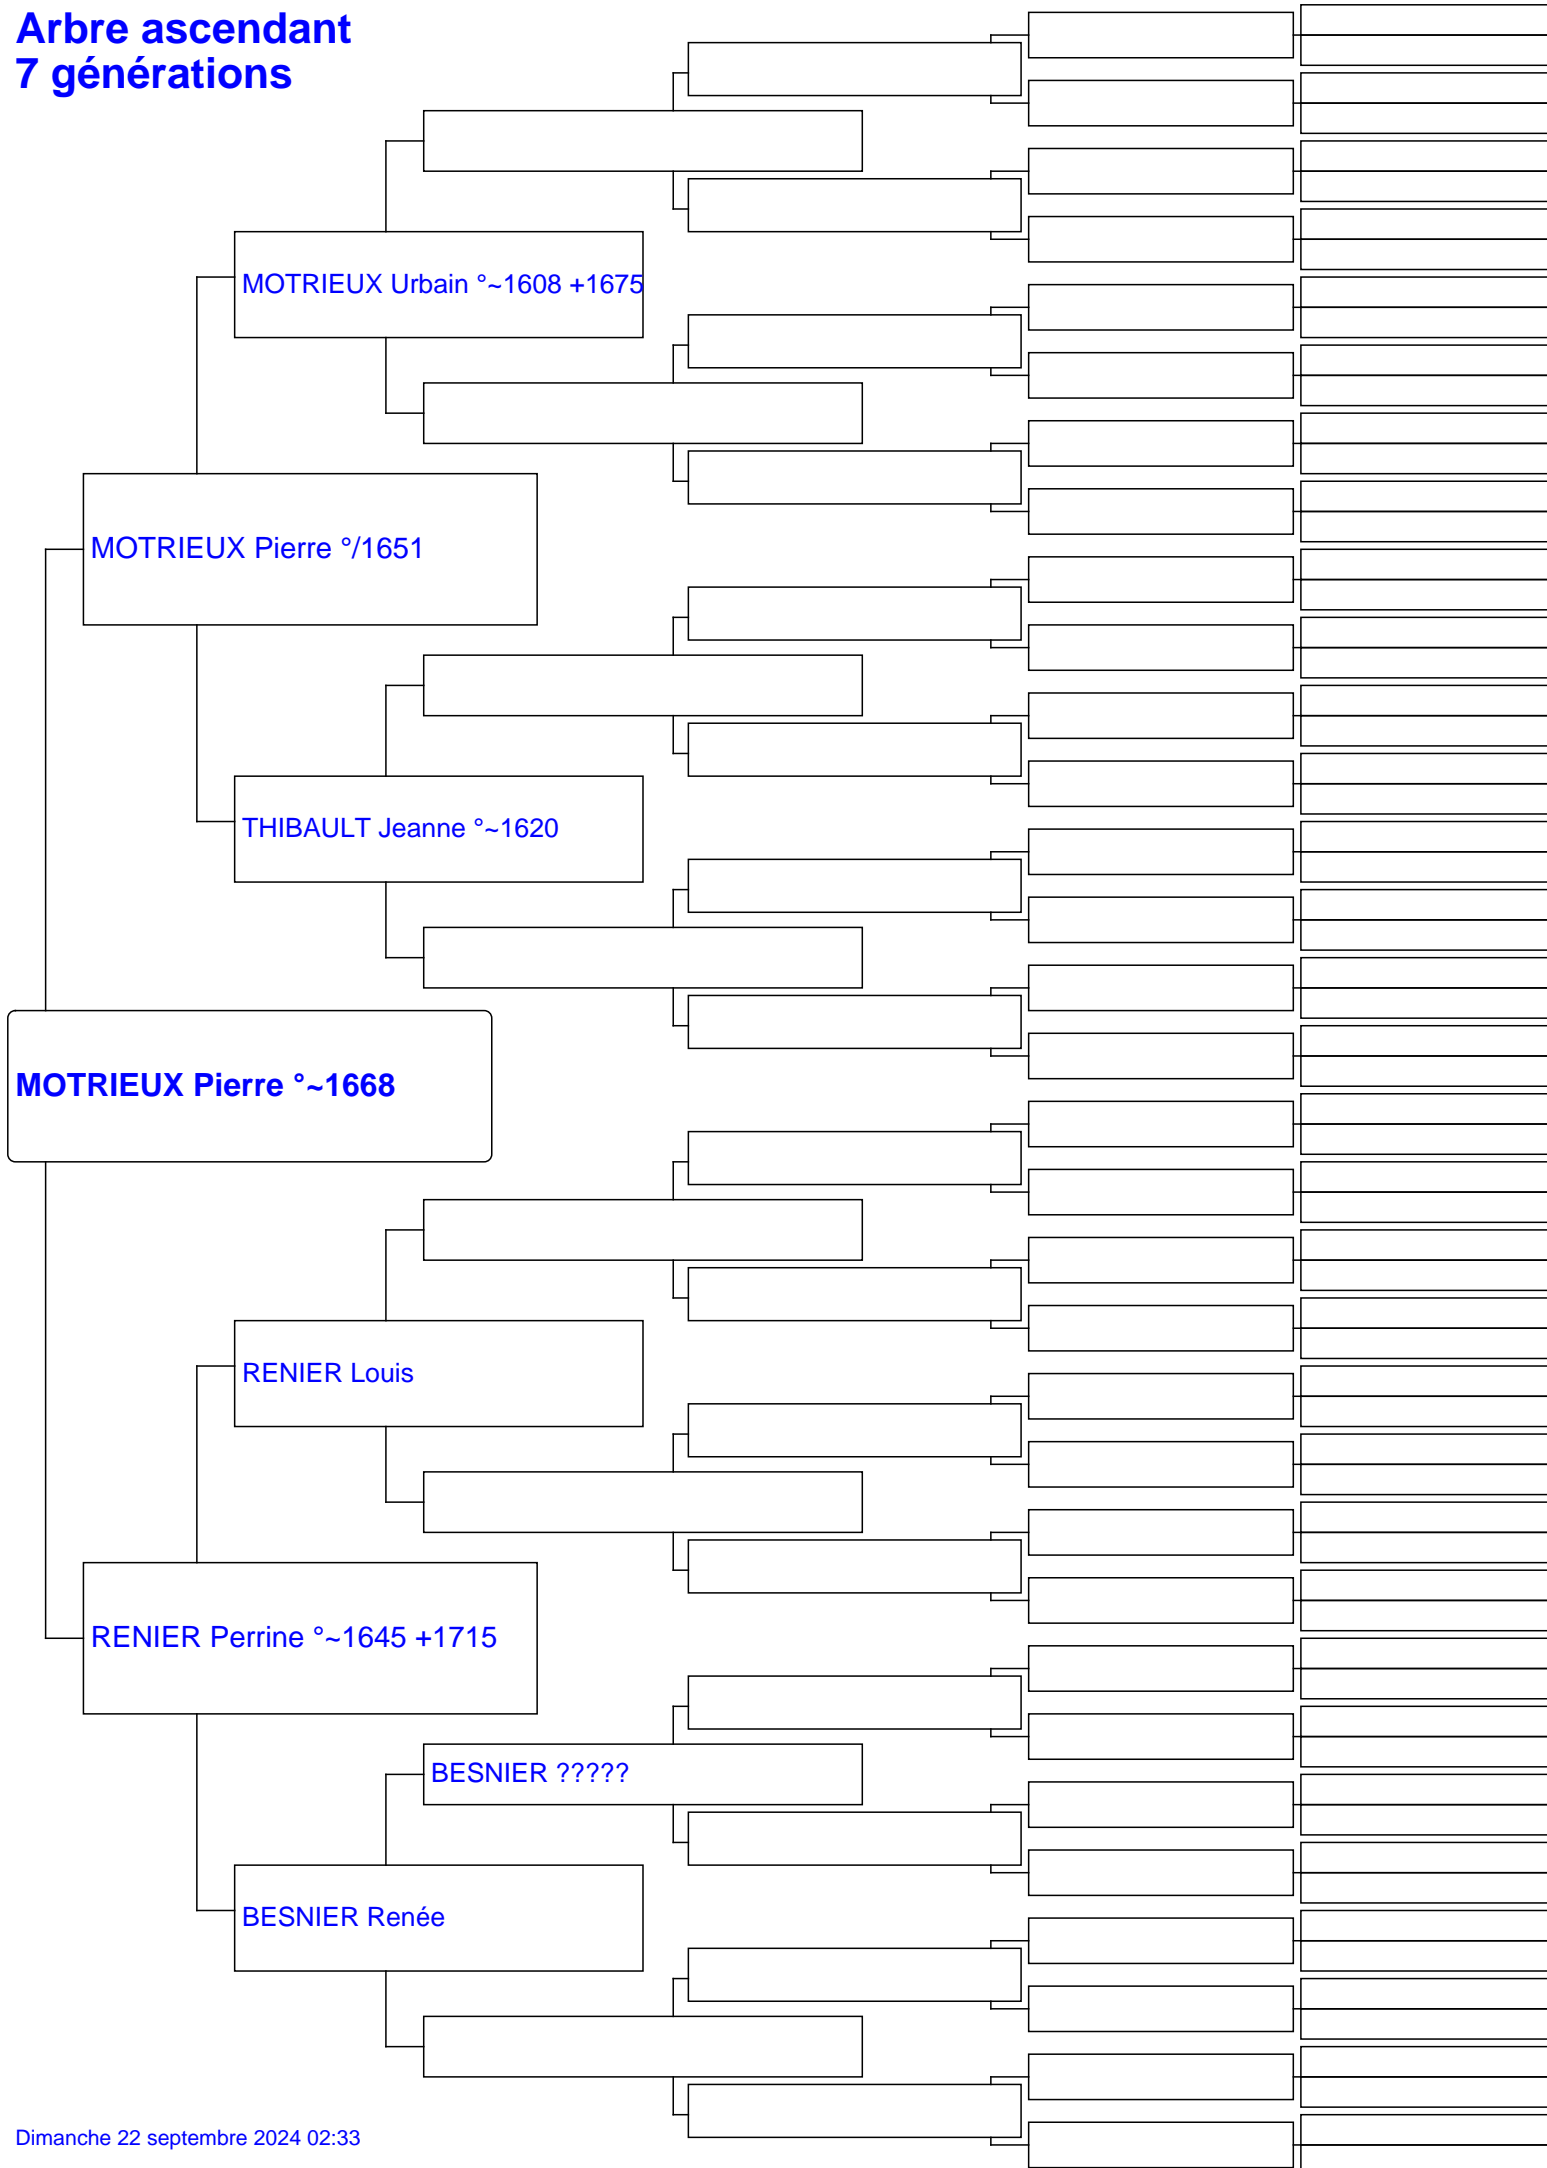 Arbre ascendant
7 générations
MOTRIEUX Urbain °~1608 +1675
MOTRIEUX Pierre °/1651
THIBAULT Jeanne °~1620
MOTRIEUX Pierre °~1668
RENIER Louis
RENIER Perrine °~1645 +1715
BESNIER ?????
BESNIER Renée
Dimanche 22 septembre 2024 02:33